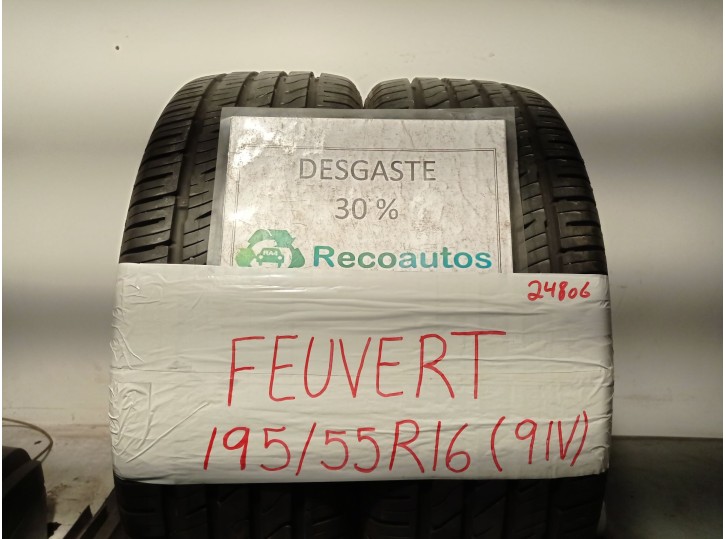 DESGASTE
30 %
Recoautos
24806
FEUVERT
195/55R16 (91V)